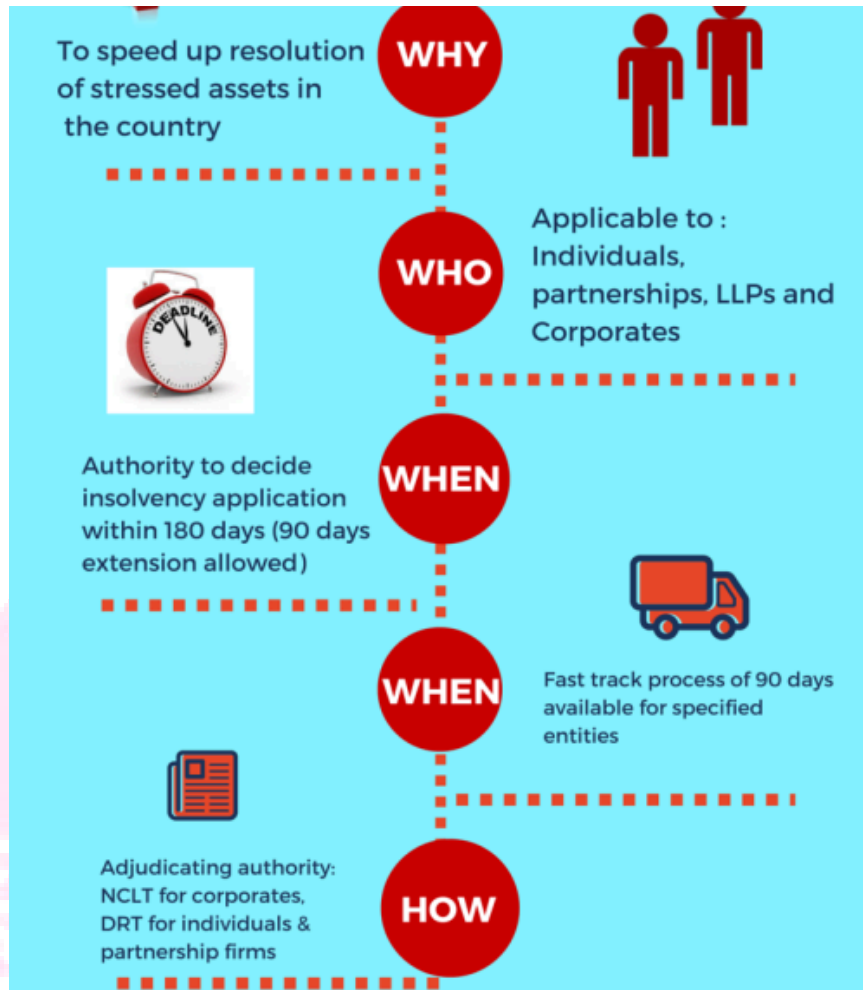 To speed up resolution
of stressed assets in
the country
WHY
WHO
Applicable to :
Individuals,
partnerships, LLPs and
Corporates
DEADLINE
Authority to decide
insolvency application
within 180 days (90 days
extension allowed)
WHEN
WHEN
Fast track process of 90 days
available for specified
entities
Adjudicating authority:
NCLT for corporates,
DRT for individuals &
partnership firms
HOW